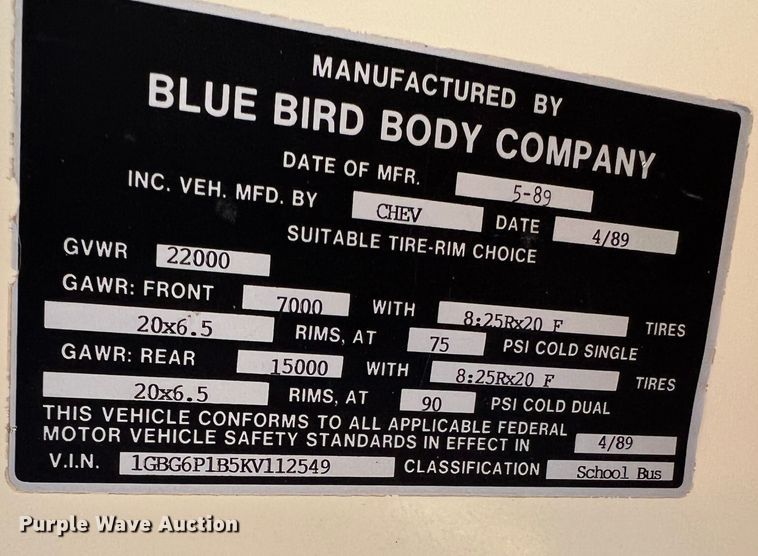 MANUFACTURED BY
BLUE BIRD BODY COMPANY
DATE OF MFR. 5-89
INC. VEH. MFD. BY CHEV DATE 4/89
SUITABLE TIRE-RIM CHOICE
GVWR 22000
GAWR: FRONT 7000 WITH 8:25Rx20 F TIRES
20x6.5 RIMS, AT 75 PSI COLD SINGLE
GAWR: REAR 15000 WITH 8:25Rx20 F TIRES
20x6.5 RIMS, AT 90 PSI COLD DUAL
THIS VEHICLE CONFORMS TO ALL APPLICABLE FEDERAL
MOTOR VEHICLE SAFETY STANDARDS IN EFFECT IN 4/89
V.I.N. 1GBG6P1B5KV112549 CLASSIFICATION School Bus
Purple Wave Auction